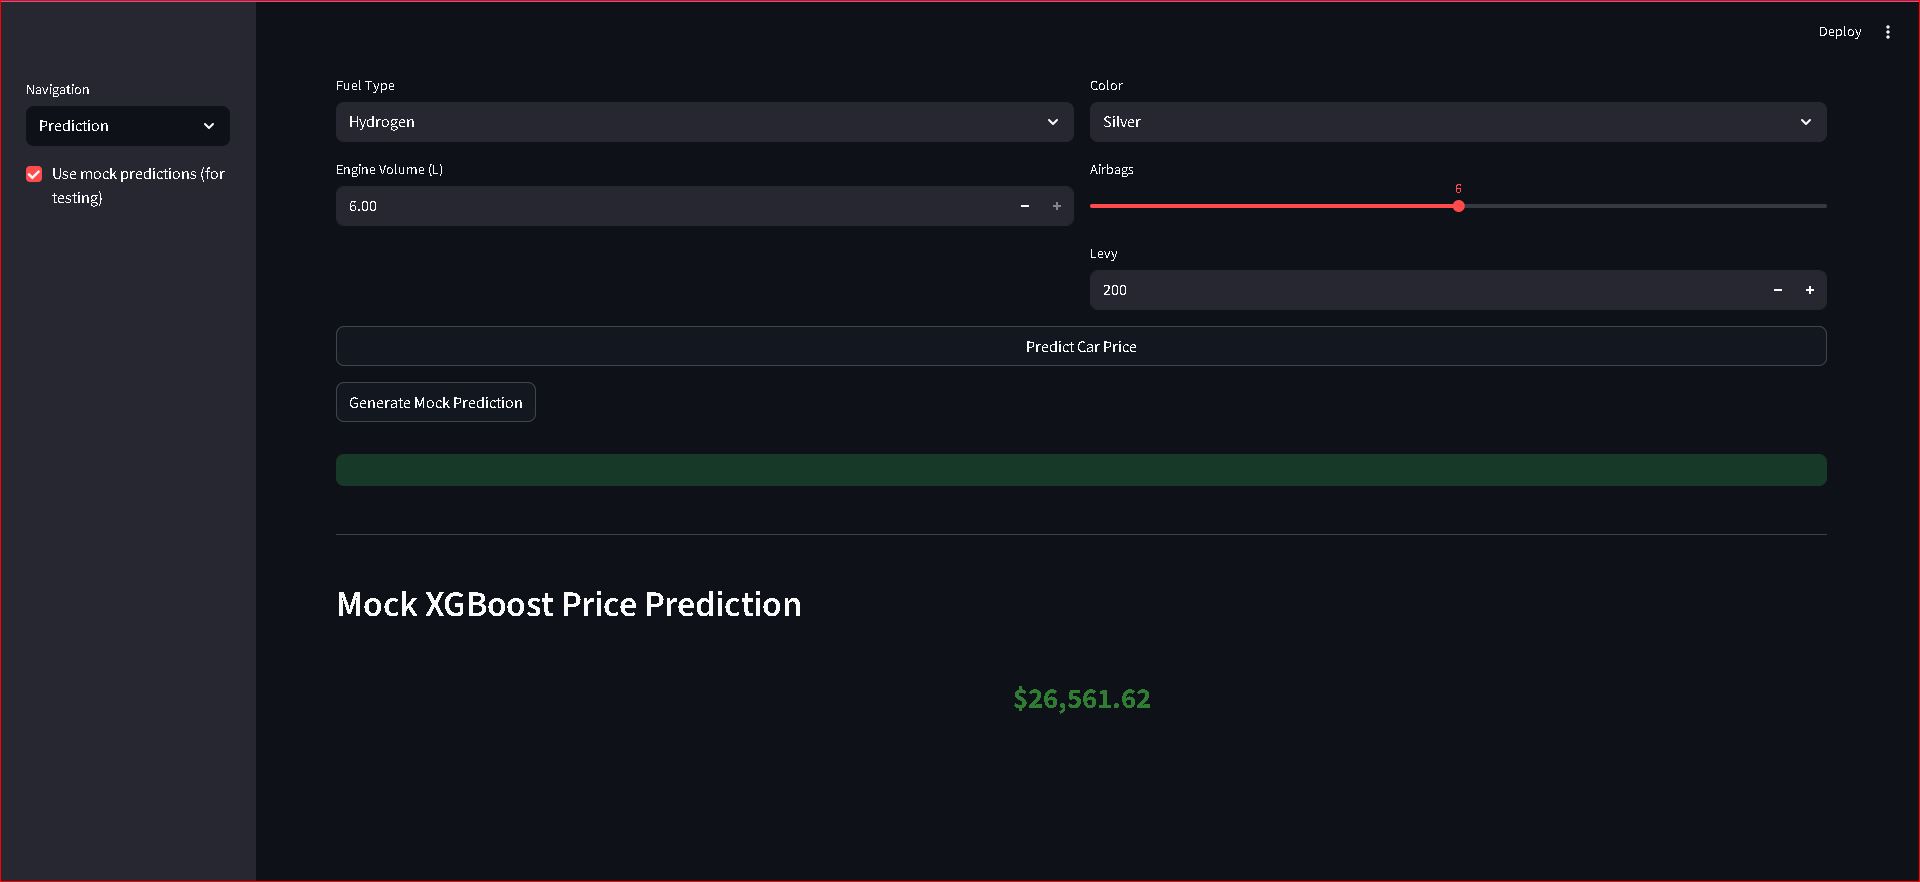 Deploy
Navigation
Prediction
Use mock predictions (for
testing)
Fuel Type
Hydrogen
Color
Silver
Engine Volume (L)
6.00
Airbags
6
Levy
200
Predict Car Price
Generate Mock Prediction
Mock XGBoost Price Prediction
$26,561.62